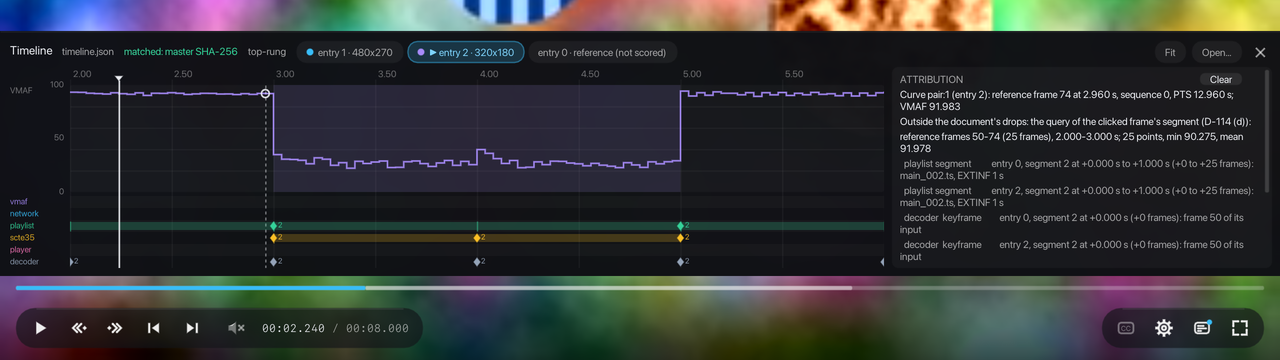 Timeline timeline.json matched: master SHA-256 top-rung entry 1 · 480x270 ▶ entry 2 · 320x180 entry 0 · reference (not scored) Fit Open...
2.00 2.50 3.00 3.50 4.00 4.50 5.00 5.50
VMAF 100
50
0
vmaf
network
playlist 2 2
scte35 2 2 2
player
decoder 2 2 2 2
ATTRIBUTION Clear
Curve pair:1 (entry 2): reference frame 74 at 2.960 s, sequence 0, PTS 12.960 s;
VMAF 91.983
Outside the document's drops: the query of the clicked frame's segment (D-114 (d)):
reference frames 50-74 (25 frames), 2.000-3.000 s; 25 points, min 90.275, mean
91.978
playlist segment entry 0, segment 2 at +0.000 s to +1.000 s (+0 to +25 frames):
main_002.ts, EXTINF 1 s
playlist segment entry 2, segment 2 at +0.000 s to +1.000 s (+0 to +25 frames):
main_002.ts, EXTINF 1 s
decoder keyframe entry 0, segment 2 at +0.000 s (+0 frames): frame 50 of its
input
decoder keyframe entry 2, segment 2 at +0.000 s (+0 frames): frame 50 of its
input
00:02.240 / 00:08.000 CC